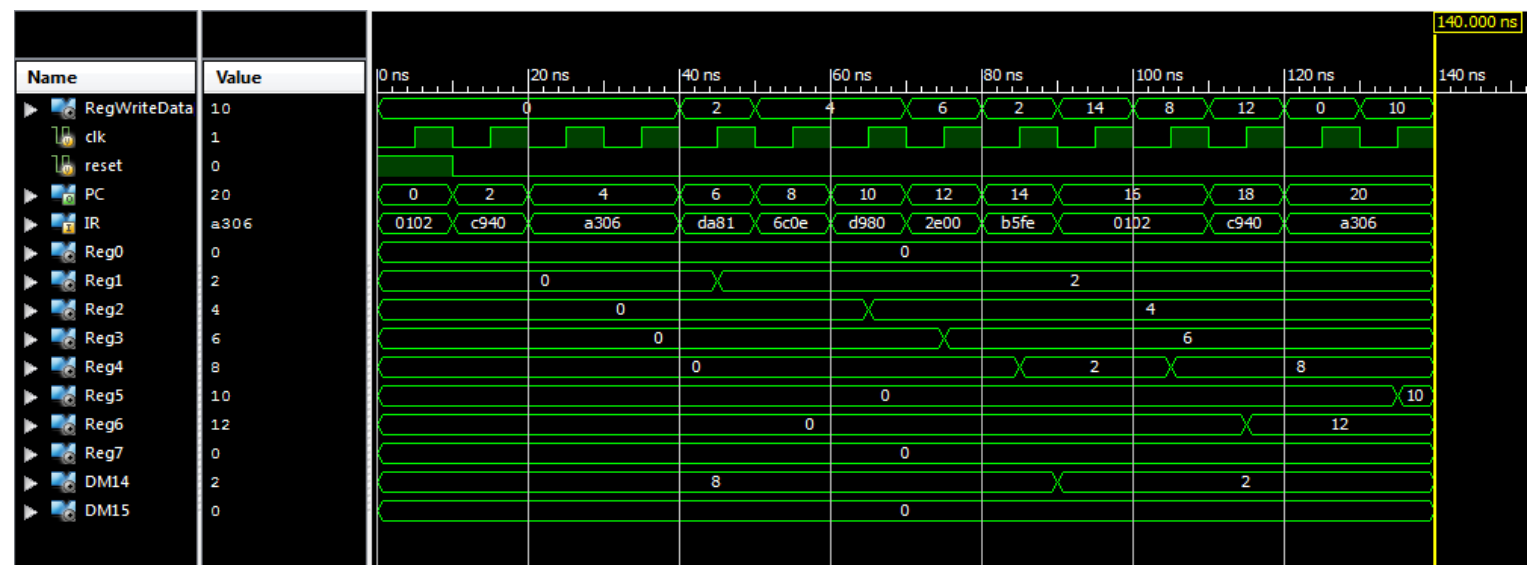 140.000 ns
Name Value 0 ns 20 ns 40 ns 60 ns 80 ns 100 ns 120 ns 140 ns
RegWriteData 10 0 2 4 6 2 14 8 12 0 10
clk 1
reset 0
PC 20 0 2 4 6 8 10 12 14 16 18 20
IR a306 0102 c940 a306 da81 6c0e d980 2e00 b5fe 0102 c940 a306
Reg0 0 0
Reg1 2 0 2
Reg2 4 0 4
Reg3 6 0 6
Reg4 8 0 2 8
Reg5 10 0 10
Reg6 12 0 12
Reg7 0 0
DM14 2 8 2
DM15 0 0